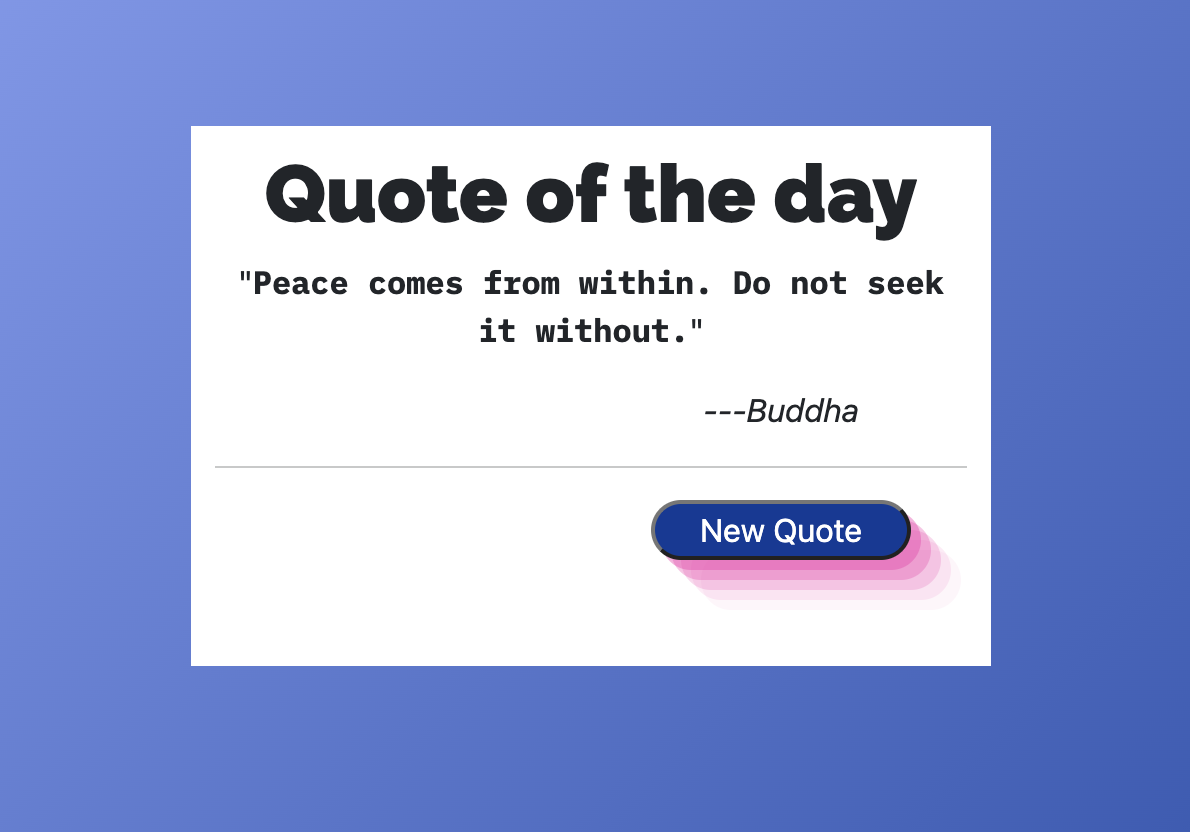 Quote of the day
"Peace comes from within. Do not seek
it without."
---Buddha
New Quote